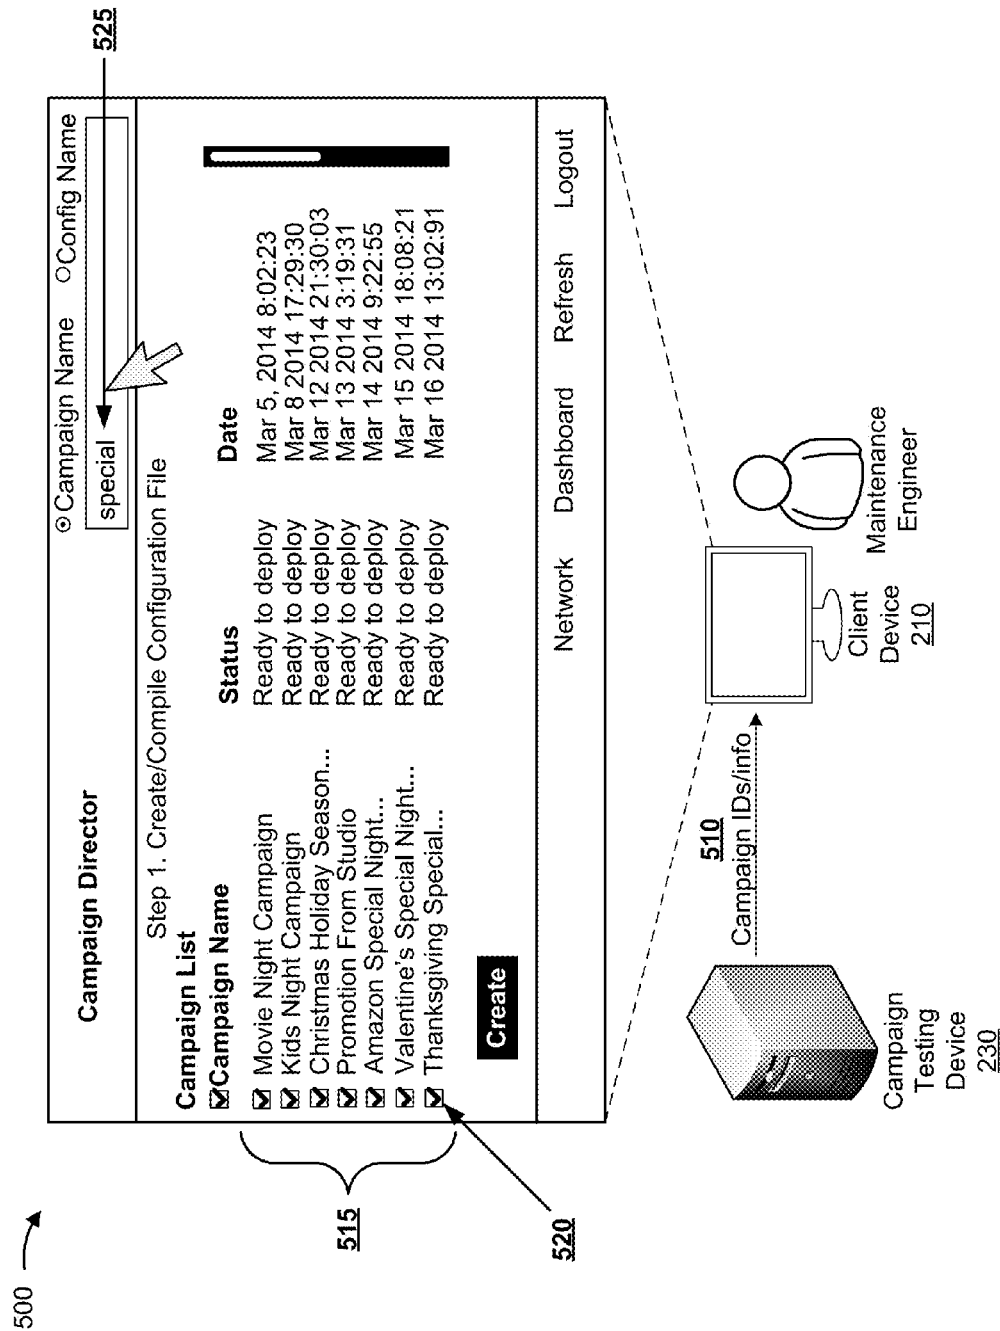 500
Campaign Director
⊙Campaign Name ○Config Name
special
525
Step 1. Create/Compile Configuration File
Campaign List
☑Campaign Name Status Date
☑ Movie Night Campaign Ready to deploy Mar 5, 2014 8:02:23
☑ Kids Night Campaign Ready to deploy Mar 8 2014 17:29:30
☑ Christmas Holiday Season... Ready to deploy Mar 12 2014 21:30:03
☑ Promotion From Studio Ready to deploy Mar 13 2014 3:19:31
☑ Amazon Special Night... Ready to deploy Mar 14 2014 9:22:55
☑ Valentine's Special Night... Ready to deploy Mar 15 2014 18:08:21
☑ Thanksgiving Special... Ready to deploy Mar 16 2014 13:02:91
515
Create
520
Network Dashboard Refresh Logout
510
Campaign IDs/info
Campaign
Testing
Device
230
Client
Device
210
Maintenance
Engineer